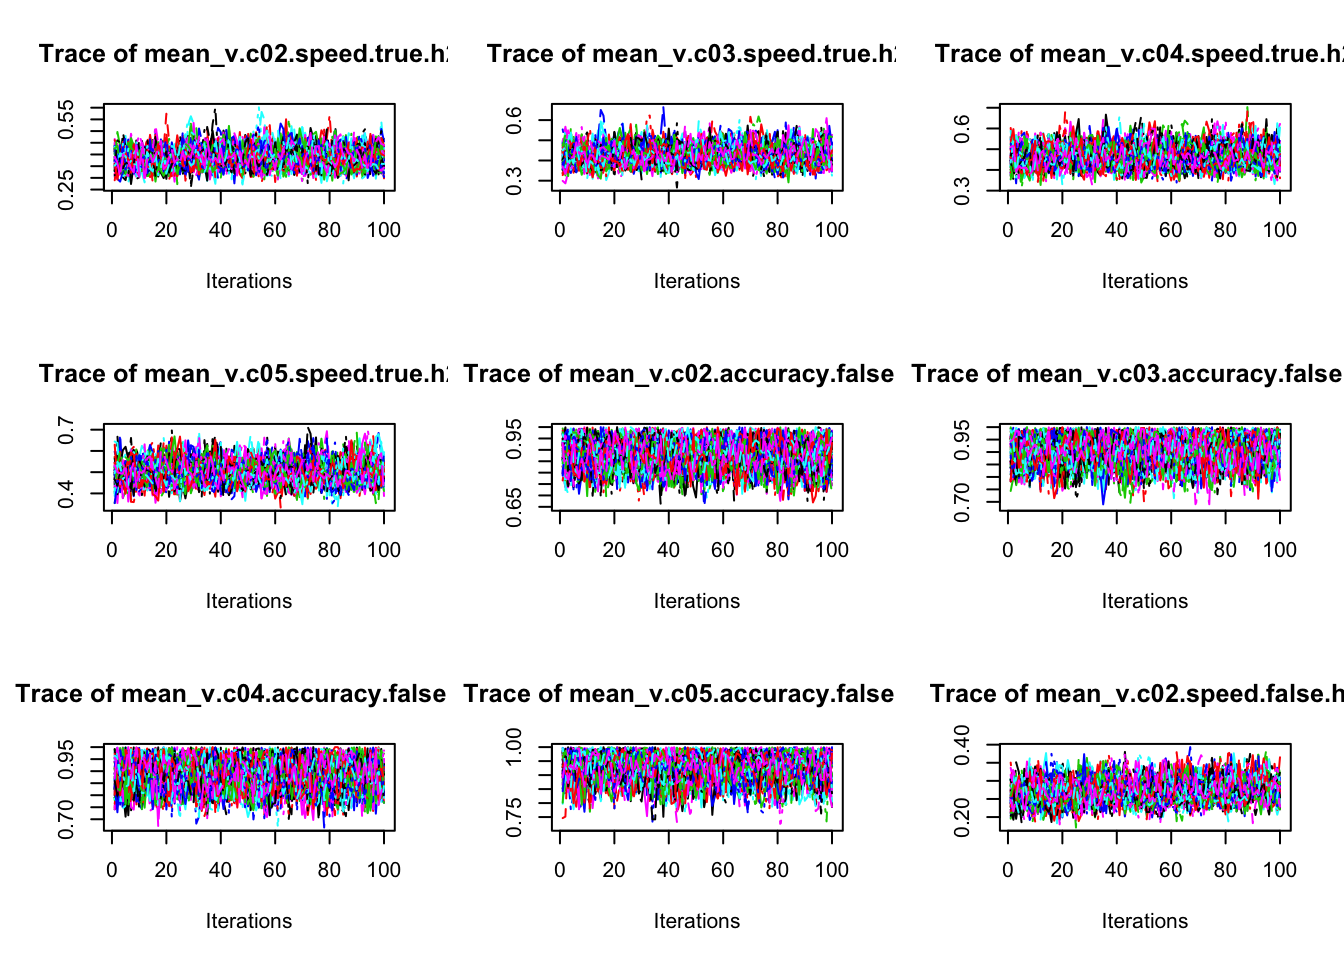 Trace of mean_v.c02.speed.true.h2
Trace of mean_v.c03.speed.true.h2
Trace of mean_v.c04.speed.true.h2
0.55
0.25
0 20 40 60 80 100
Iterations
0.6
0.3
0 20 40 60 80 100
Iterations
0.6
0.3
0 20 40 60 80 100
Iterations
Trace of mean_v.c05.speed.true.h2
Trace of mean_v.c02.accuracy.false
Trace of mean_v.c03.accuracy.false
0.7
0.4
0 20 40 60 80 100
Iterations
0.95
0.65
0 20 40 60 80 100
Iterations
0.95
0.70
0 20 40 60 80 100
Iterations
Trace of mean_v.c04.accuracy.false
Trace of mean_v.c05.accuracy.false
Trace of mean_v.c02.speed.false.h
0.95
0.70
0 20 40 60 80 100
Iterations
1.00
0.75
0 20 40 60 80 100
Iterations
0.40
0.20
0 20 40 60 80 100
Iterations